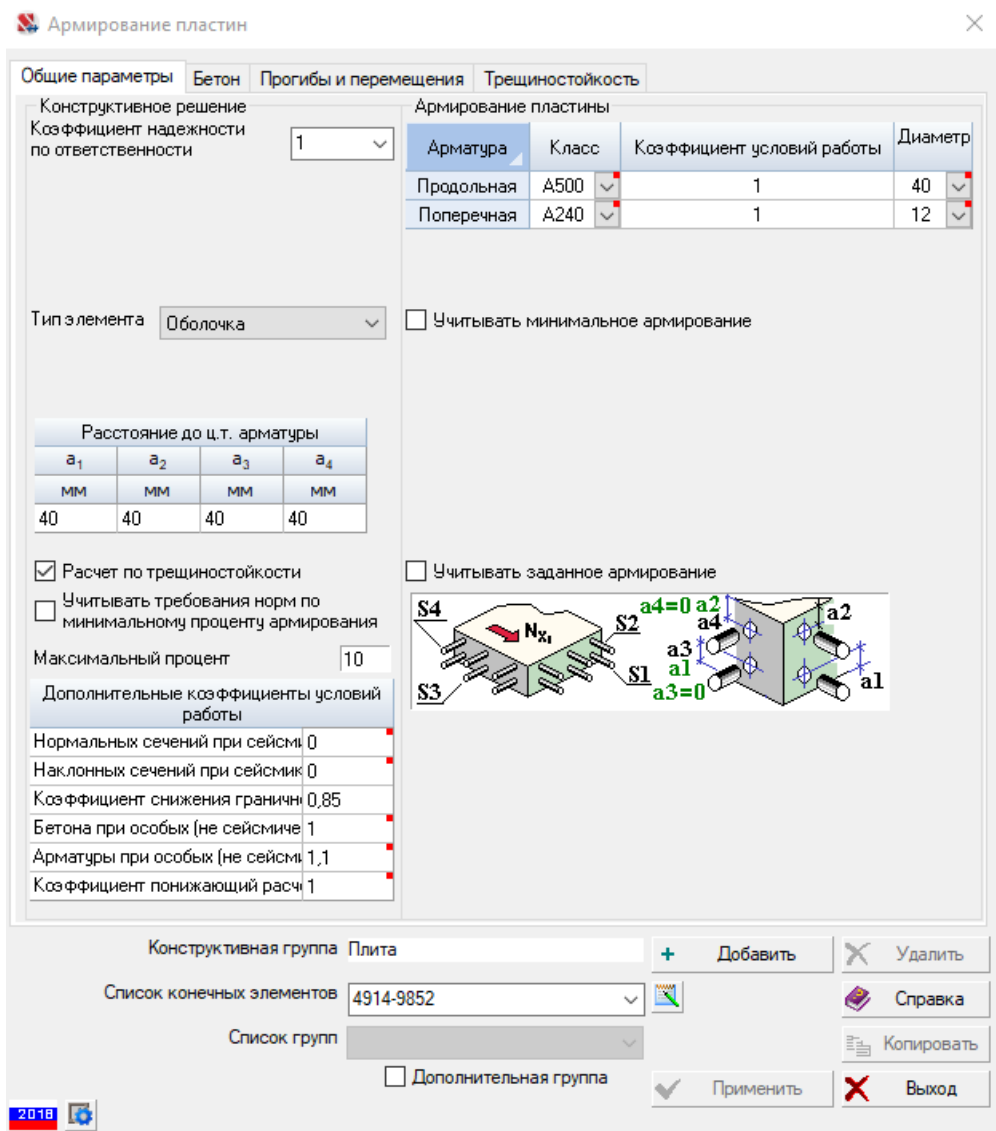 Армирование пластин
Общие параметры Бетон Прогибы и перемещения Трещиностойкость
Конструктивное решение
Коэффициент надежности
по ответственности
1
Тип элемента Оболочка
Расстояние до ц.т. арматуры
a1 a2 a3 a4
мм мм мм мм
40 40 40 40
Расчет по трещиностойкости
Учитывать требования норм по
минимальному проценту армирования
Максимальный процент 10
Дополнительные коэффициенты условий
работы
Нормальных сечений при сейсми 0
Наклонных сечений при сейсмик 0
Коэффициент снижения гранично 0,85
Бетона при особых (не сейсмиче 1
Арматуры при особых (не сейсми 1,1
Коэффициент понижающий расч 1
Армирование пластины
Арматура Класс Коэффициент условий работы Диаметр
Продольная A500 1 40
Поперечная A240 1 12
Учитывать минимальное армирование
Учитывать заданное армирование
S4 NX1 S2 S3 S1
a4=0 a2 a2
a4
a3
a1 a1
a3=0
Конструктивная группа Плита
Список конечных элементов 4914-9852
Список групп
Дополнительная группа
Добавить Удалить
Справка
Копировать
Применить Выход
2018